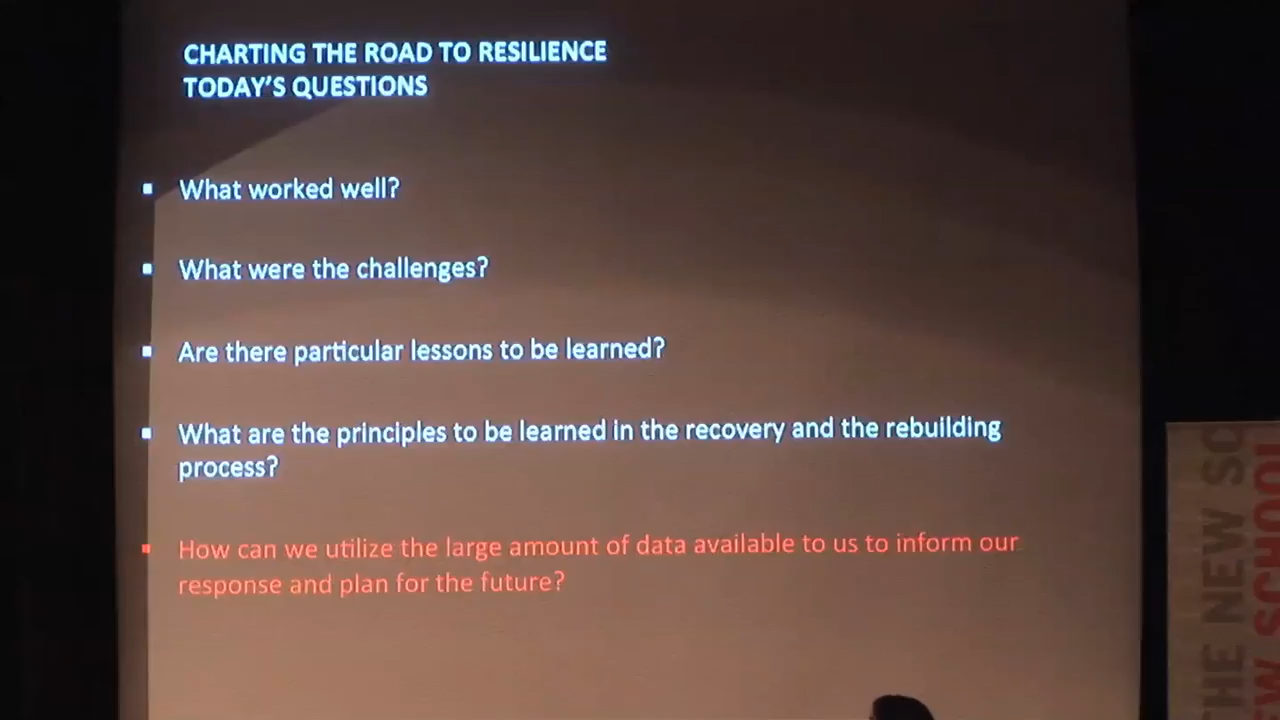 CHARTING THE ROAD TO RESILIENCE
TODAY'S QUESTIONS
▪ What worked well?
▪ What were the challenges?
▪ Are there particular lessons to be learned?
▪ What are the principles to be learned in the recovery and the rebuilding
process?
▪ How can we utilize the large amount of data available to us to inform our
response and plan for the future?
THE NEW SC
EW SCHOOL